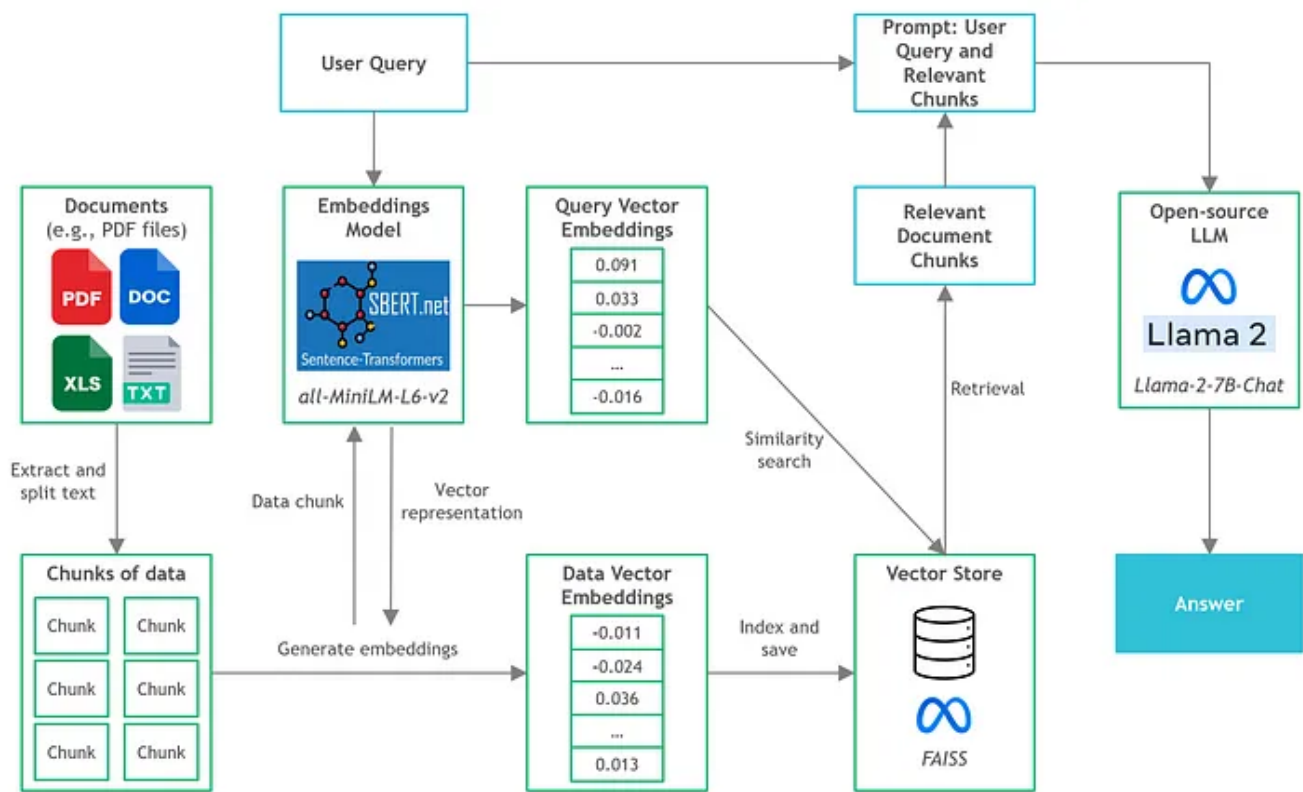 User Query
Prompt: User
Query and
Relevant
Chunks
Documents
(e.g., PDF files)
PDF
DOC
XLS
TXT
Embeddings
Model
SBERT.net
Sentence-Transformers
all-MiniLM-L6-v2
Query Vector
Embeddings
0.091
0.033
-0.002
...
-0.016
Relevant
Document
Chunks
Open-source
LLM
Llama 2
Llama-2-7B-Chat
Extract and
split text
Data chunk
Vector
representation
Similarity
search
Retrieval
Chunks of data
Chunk
Chunk
Chunk
Chunk
Chunk
Chunk
Generate embeddings
Data Vector
Embeddings
-0.011
-0.024
0.036
...
0.013
Index and
save
Vector Store
FAISS
Answer